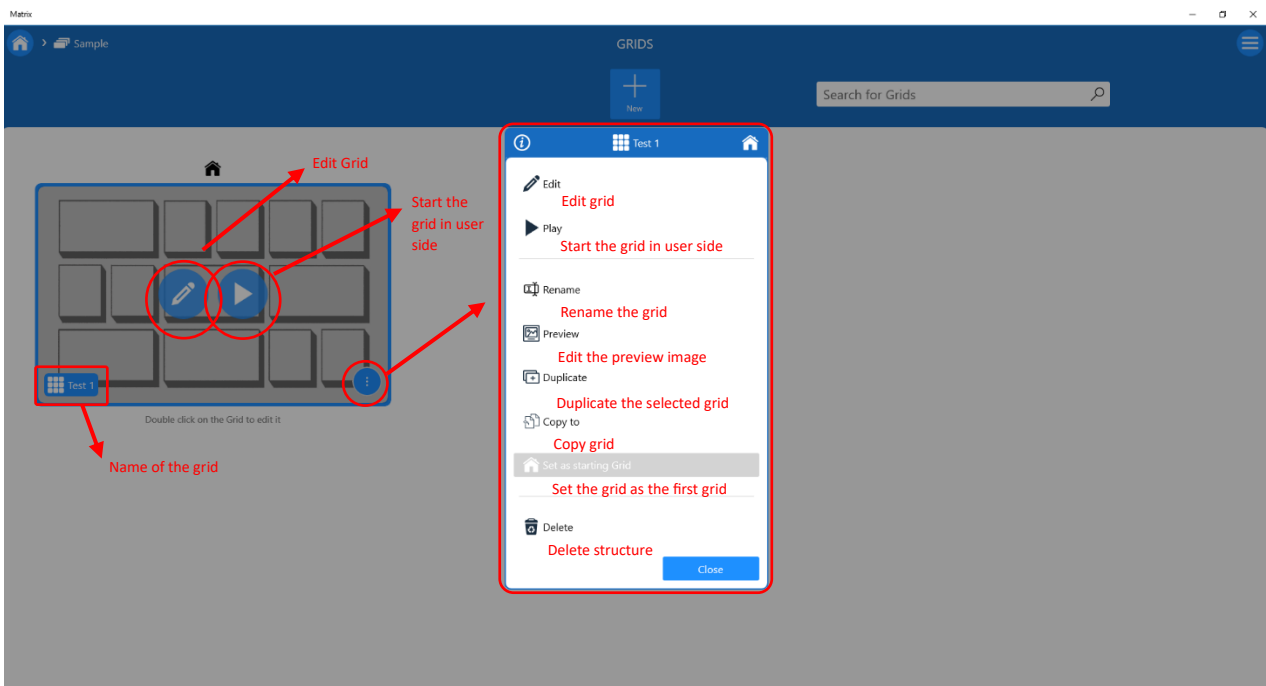 Matrix
Sample
GRIDS
New
Search for Grids
Test 1
Edit Grid
Edit
Edit grid
Start the
grid in user
side
Play
Start the grid in user side
Rename
Rename the grid
Preview
Edit the preview image
Duplicate
Duplicate the selected grid
Copy to
Copy grid
Set as starting Grid
Set the grid as the first grid
Delete
Delete structure
Close
Test 1
Double click on the Grid to edit it
Name of the grid